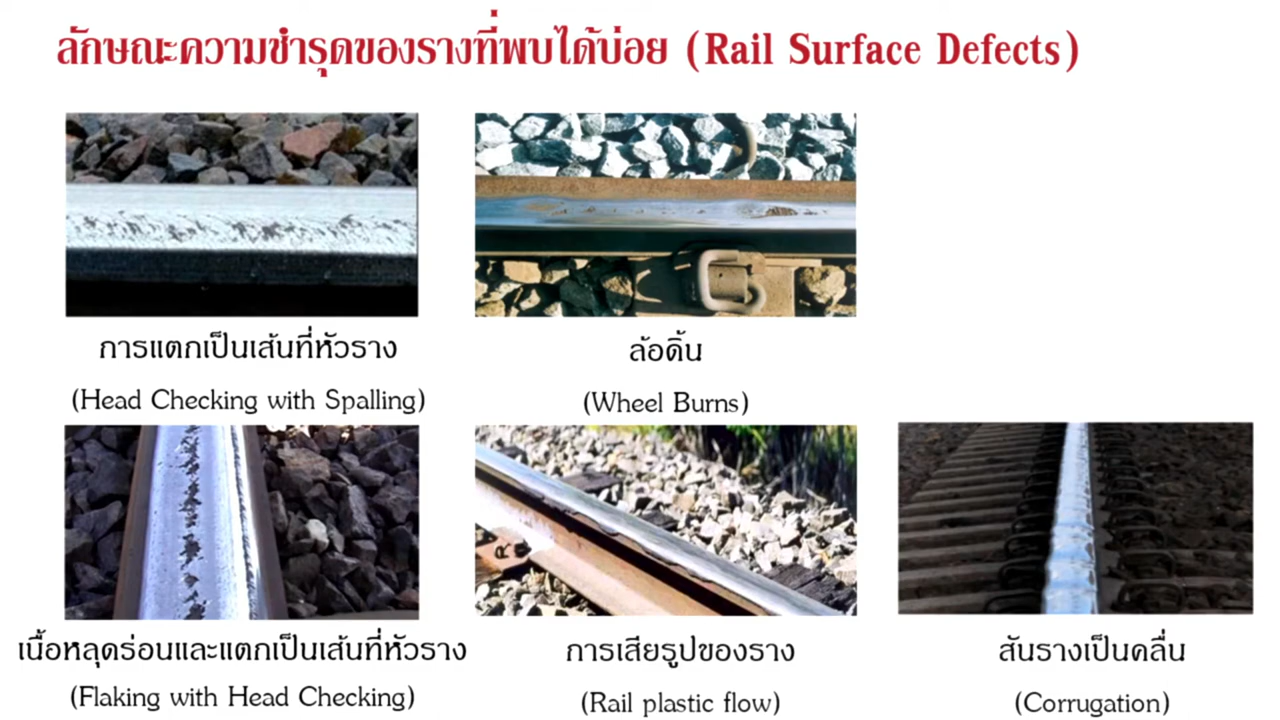 ลักษณะความชำรุดของรางที่พบได้บ่อย (Rail Surface Defects)
การแตกเป็นเส้นที่หัวราง
(Head Checking with Spalling)
ล้อดิ้น
(Wheel Burns)
เนื้อหลุดร่อนและแตกเป็นเส้นที่หัวราง
(Flaking with Head Checking)
การเสียรูปของราง
(Rail plastic flow)
สันรางเป็นคลื่น
(Corrugation)